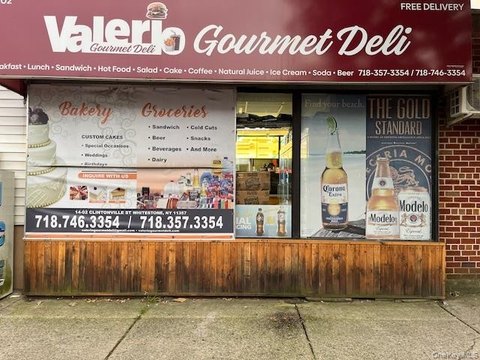 02
FREE DELIVERY
Valerio
Gourmet Deli
Gourmet Deli
akfast • Lunch • Sandwich • Hot Food • Salad • Cake • Coffee • Natural Juice • Ice Cream • Soda • Beer 718-357-3354 / 718-746-3354
Bakery
CUSTOM CAKES
• Special Occasions
• Weddings
• Birthdays
INQUIRE WITH US
Groceries
• Sandwich • Cold Cuts
• Beer • Snacks
• Beverages • And More
• Dairy
14-02 CLINTONVILLE ST WHITESTONE, NY 11357
718.746.3354 / 718.357.3354
Find your beach.
Corona
Extra
THE GOLD
STANDARD
Modelo
Modelo
Especial